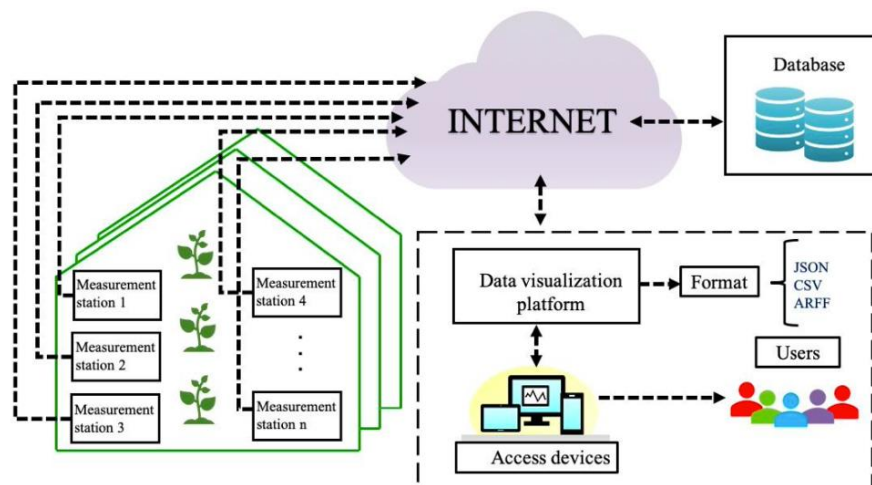 INTERNET
Database
Measurement
station 1
Measurement
station 2
Measurement
station 3
Measurement
station 4
.
.
.
Measurement
station n
Data visualization
platform
Format
JSON
CSV
ARFF
Users
Access devices